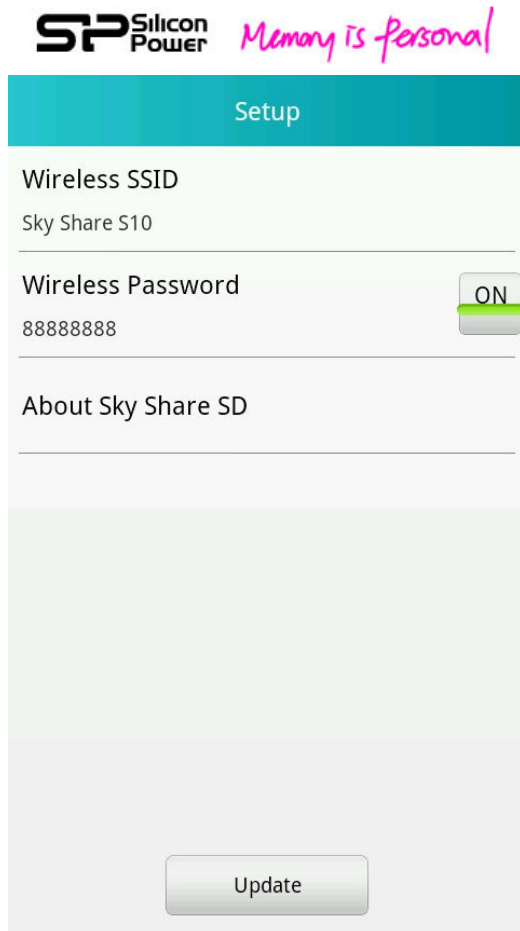 SP Silicon Power Memory is Personal
Setup
Wireless SSID
Sky Share S10
Wireless Password
ON
88888888
About Sky Share SD
Update